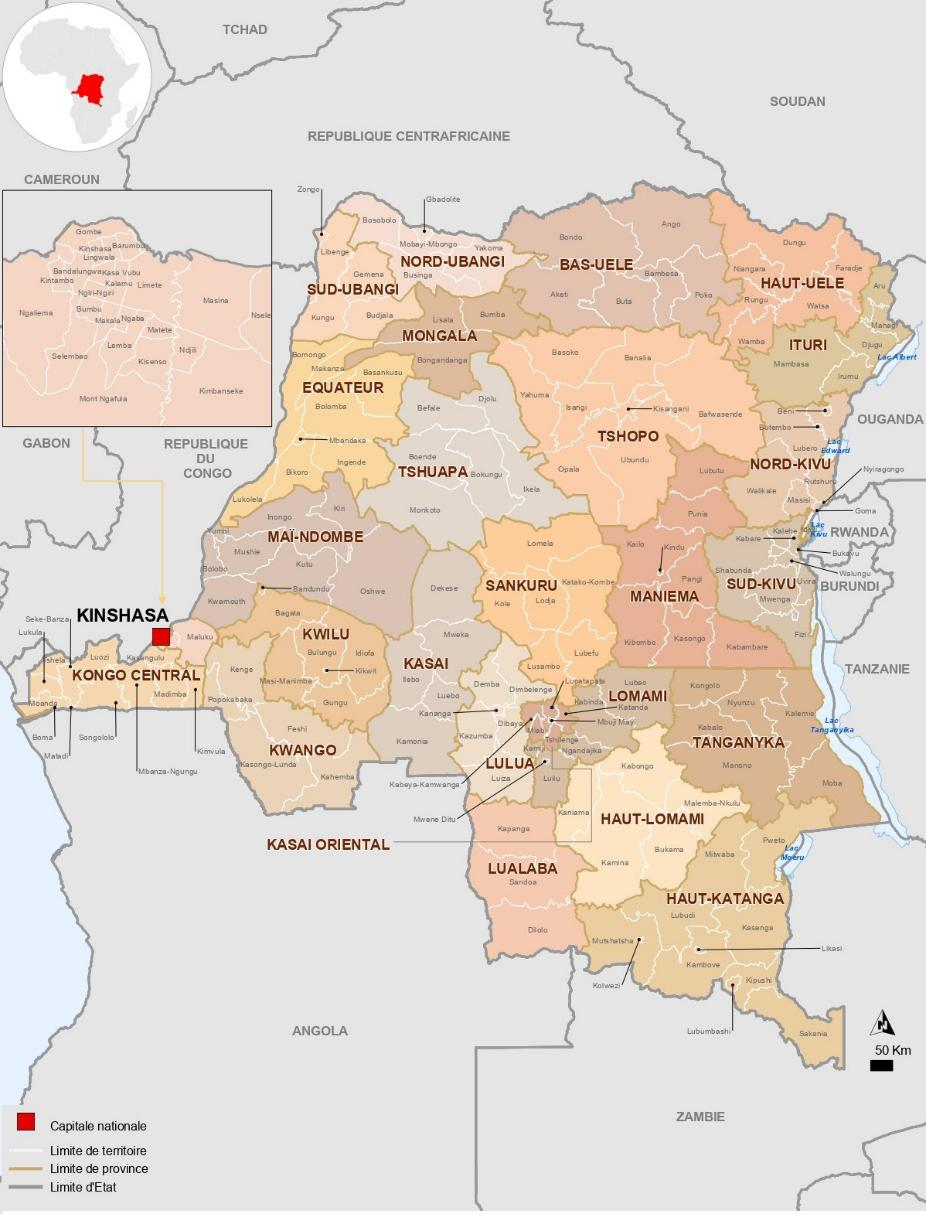 TCHAD
SOUDAN
REPUBLIQUE CENTRAFRICAINE
CAMEROUN
Zongo
Gbadolite
Bosobolo
Ango
Gombe
Kinshasa
Barumbu
Lingwala
Bandalungwa
Kasa Vubu
Kintambo
Kalamu
Limete
Ngiri-Ngiri
Masina
Ngaliema
Bumbu
Makala
Ngaba
Nsele
Matete
Lemba
Ndjili
Selembao
Kisenso
Kimbanseke
Mont Ngafula
Libenge
Mobayi-Mbongo
Yakoma
Bondo
Dungu
NORD-UBANGI
BAS-UELE
Niangara
Faradje
Gemena
Businga
Bambesa
HAUT-UELE
Aru
SUD-UBANGI
Aketi
Buta
Poko
Rungu
Watsa
Kungu
Budjala
Lisala
Bumba
Mahagi
MONGALA
Wamba
ITURI
Djugu
Bomongo
Basoko
Banalia
Lac Albert
Makanza
Basankusu
Bongandanga
Mambasa
Irumu
EQUATEUR
Bolomba
Befale
Djolu
Yahuma
Isangi
Kisangani
Bafwasende
Beni
OUGANDA
GABON
REPUBLIQUE
DU
CONGO
Mbandaka
TSHOPO
Butembo
Lubero
Lac
Edward
Boende
Ubundu
Ingende
TSHUAPA
Bokungu
Opala
Lubutu
NORD-KIVU
Nyiragongo
Bikoro
Ikela
Walikale
Rutshuru
Lukolela
Kiri
Monkoto
Punia
Masisi
Goma
Inongo
Yumbi
MAÏ-NDOMBE
Lomela
Kailo
Kindu
Kabare
Kalehe
Idjwi
Lac
Kivu
RWANDA
Mushie
Kutu
Bukavu
Bolobo
Shabunda
Walungu
Bandundu
Oshwe
Dekese
SANKURU
Katako-Kombe
Pangi
SUD-KIVU
Uvira
BURUNDI
Kwamouth
Kole
Lodja
MANIEMA
Mwenga
KINSHASA
Bagata
Seke-Banza
Lukula
Maluku
KWILU
Mweka
Kibombo
Kasongo
Fizi
Kabambare
Tshela
Luozi
Kasangulu
Bulungu
Idiofa
Lubefu
KONGO CENTRAL
Kenge
Kikwit
KASAI
Lusambo
TANZANIE
Masi-Manimba
Ilebo
Demba
Dimbelenge
Lupatapata
Lubao
Kongolo
Moanda
Madimba
Popokabaka
Gungu
Luebo
Kabinda
LOMAMI
Katanda
Nyunzu
Kalemie
Boma
Songololo
Kananga
Dibaya
Miabi
Mbuji May
Kabalo
Lac
Tanganyika
Matadi
Kimvula
Feshi
Kamonia
Kazumba
Tshilenge
Kamiji
Ngandajika
TANGANYIKA
KWANGO
Mbanza-Ngungu
Kasongo-Lunda
LULUA
Kabongo
Manono
Kahemba
Kabeya-Kamwanga
Luiza
Luilu
Moba
Malemba-Nkulu
Mwene Ditu
Kaniama
HAUT-LOMAMI
KASAI ORIENTAL
Kapanga
Pweto
Bukama
Mitwaba
Lac
Moeru
LUALABA
Kamina
Sandoa
HAUT-KATANGA
Lubudi
Dilolo
Kasenga
Mutshatsha
Likasi
Kambove
Kolwezi
Kipushi
ANGOLA
Lubumbashi
Sakania
50 Km
ZAMBIE
Capitale nationale
Limite de territoire
Limite de province
Limite d'Etat